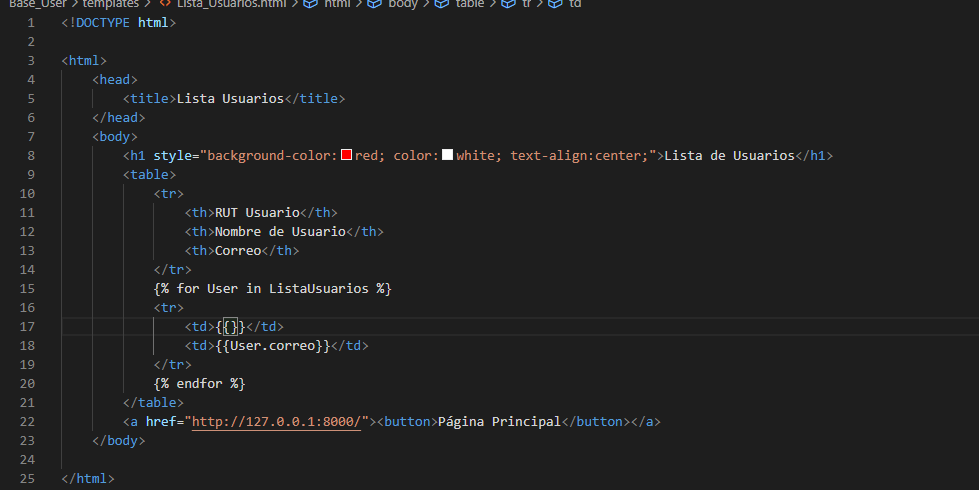 Base_User > templates > Lista_Usuarios.html > html > body > table > tr > td
1 <!DOCTYPE html>
2
3 <html>
4 <head>
5 <title>Lista Usuarios</title>
6 </head>
7 <body>
8 <h1 style="background-color:red; color:white; text-align:center;">Lista de Usuarios</h1>
9 <table>
10 <tr>
11 <th>RUT Usuario</th>
12 <th>Nombre de Usuario</th>
13 <th>Correo</th>
14 </tr>
15 {% for User in ListaUsuarios %}
16 <tr>
17 <td>{{}}</td>
18 <td>{{User.correo}}</td>
19 </tr>
20 {% endfor %}
21 </table>
22 <a href="http://127.0.0.1:8000/"><button>Página Principal</button></a>
23 </body>
24
25 </html>